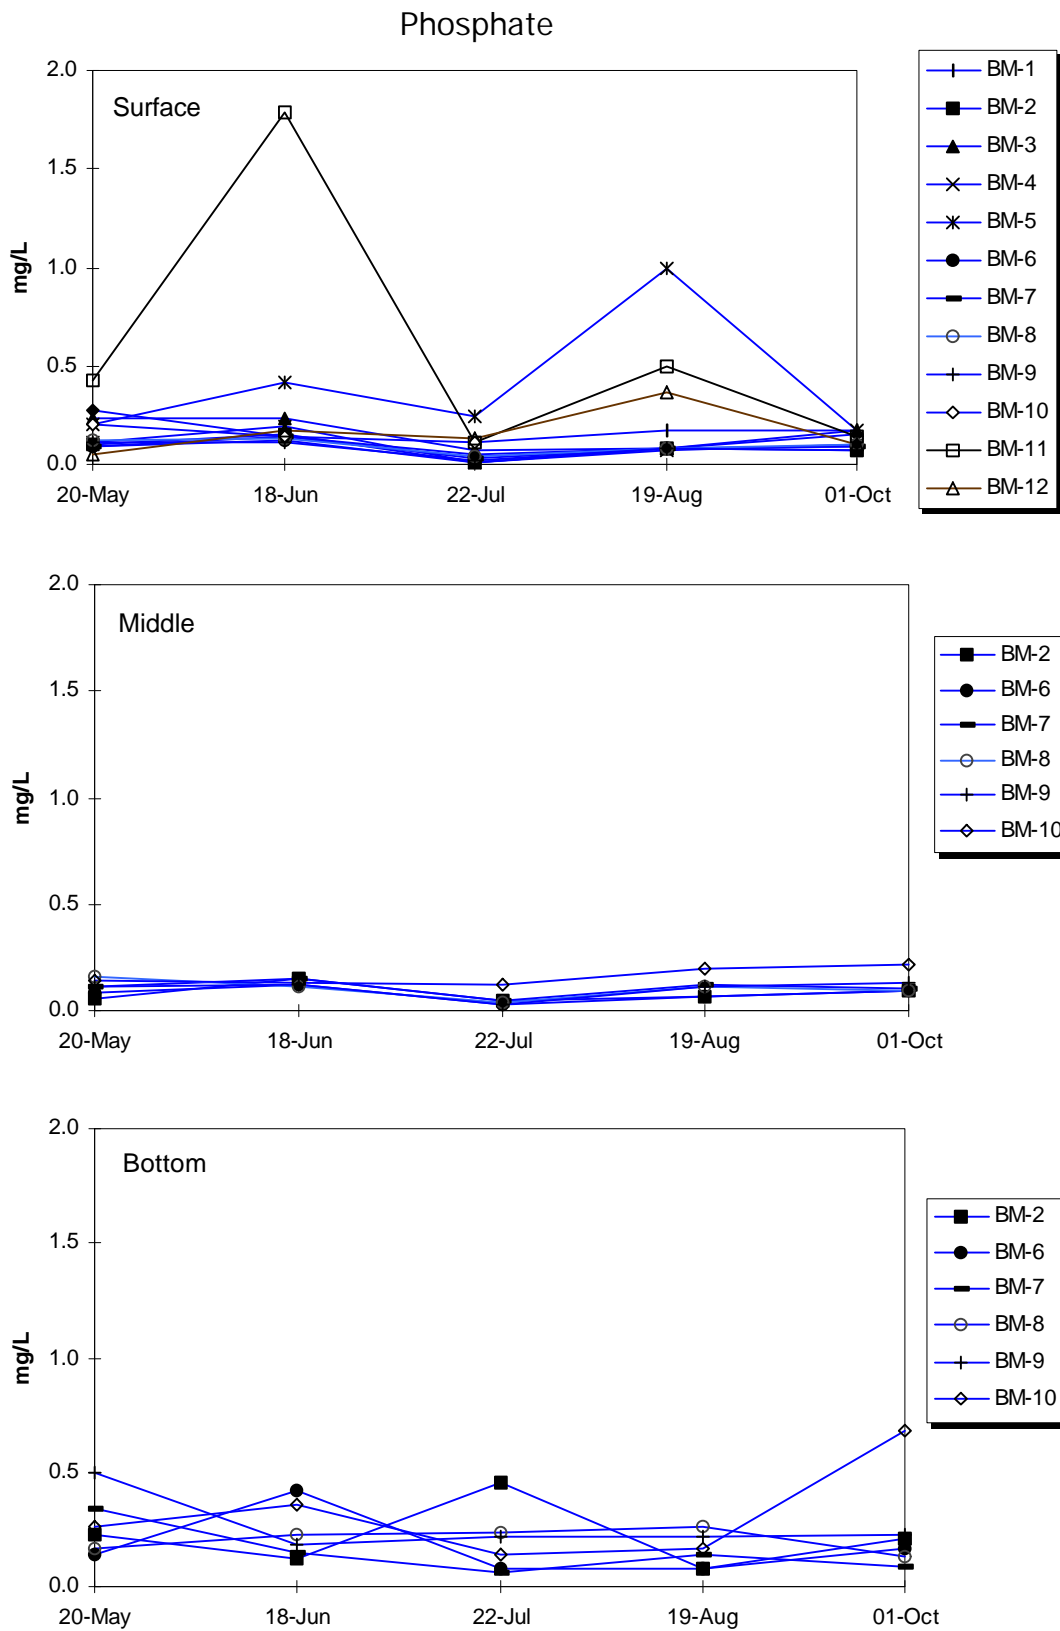 Phosphate
2.0
Surface
1.5
1.0
mg/L
0.5
0.0
20-May 18-Jun 22-Jul 19-Aug 01-Oct
BM-1
BM-2
BM-3
BM-4
BM-5
BM-6
BM-7
BM-8
BM-9
BM-10
BM-11
BM-12
2.0
Middle
1.5
1.0
mg/L
0.5
0.0
20-May 18-Jun 22-Jul 19-Aug 01-Oct
BM-2
BM-6
BM-7
BM-8
BM-9
BM-10
2.0
Bottom
1.5
1.0
mg/L
0.5
0.0
20-May 18-Jun 22-Jul 19-Aug 01-Oct
BM-2
BM-6
BM-7
BM-8
BM-9
BM-10